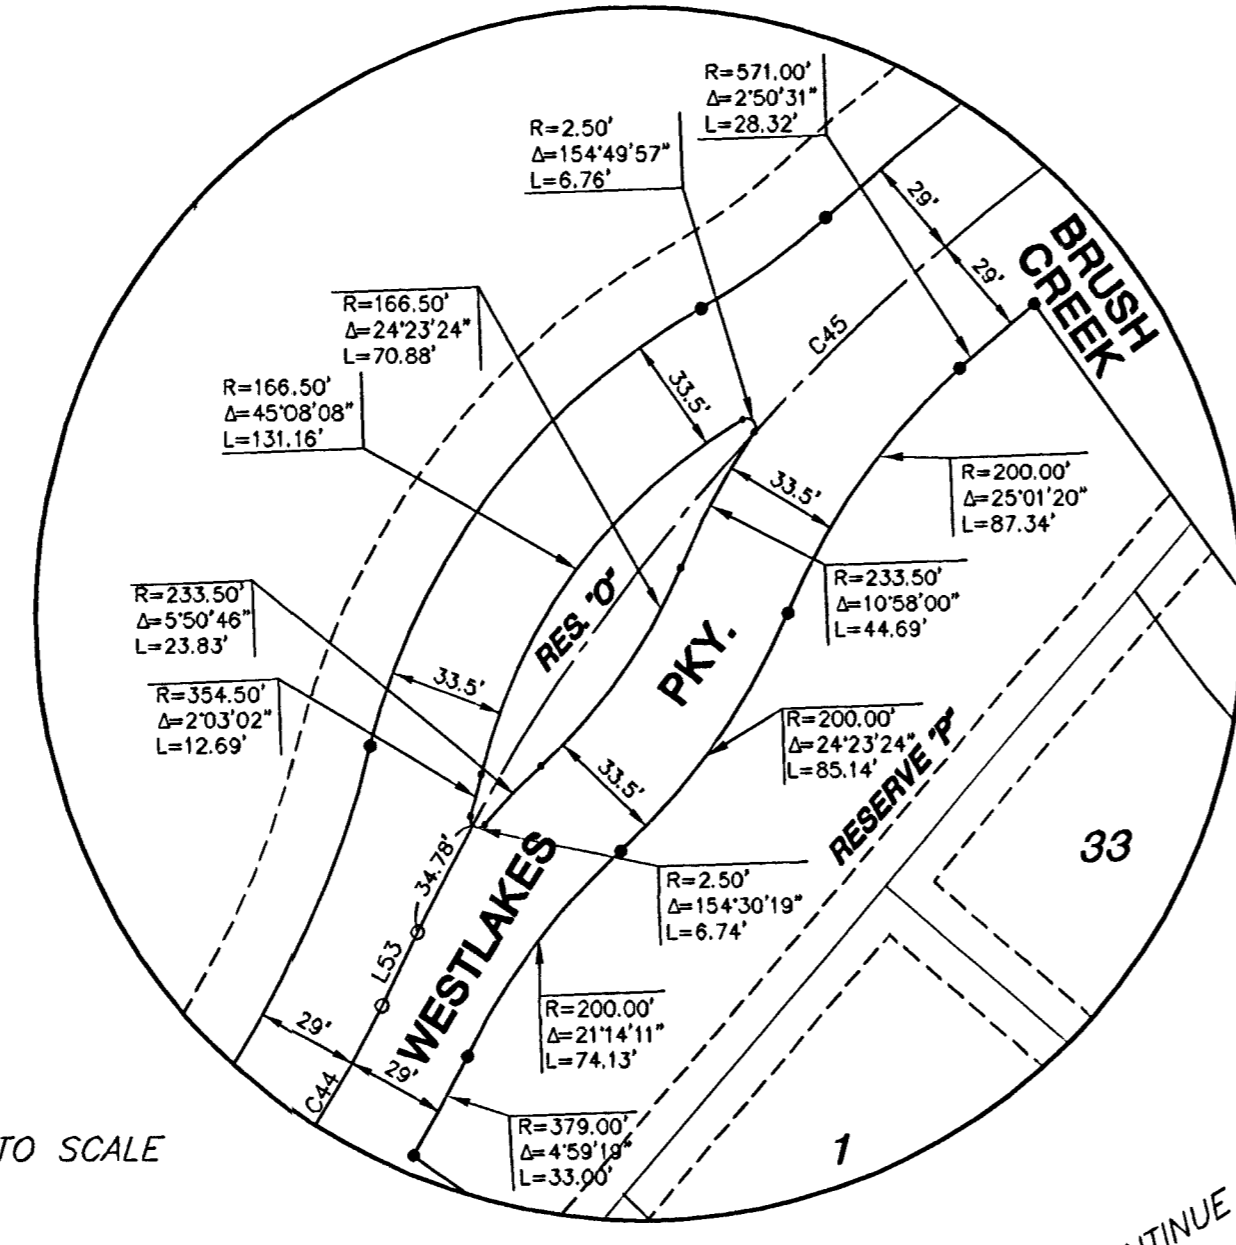 R=571.00'
Δ=2°50'31"
L=28.32'
R=2.50'
Δ=154°49'57"
L=6.76'
29'
29'
BRUSH
CREEK
R=166.50'
Δ=24°23'24"
L=70.88'
C45
33.5'
R=166.50'
Δ=45°08'08"
L=131.16'
33.5'
R=200.00'
Δ=25°01'20"
L=87.34'
R=233.50'
Δ=10°58'00"
L=44.69'
R=233.50'
Δ=5°50'46"
L=23.83'
RES. "O"
PKY.
33.5'
R=354.50'
Δ=2°03'02"
L=12.69'
R=200.00'
Δ=24°23'24"
L=85.14'
33.5'
RESERVE "P"
33
34.78'
WESTLAKES
R=2.50'
Δ=154°30'19"
L=6.74'
L53
R=200.00'
Δ=21°14'11"
L=74.13'
29'
29'
C44
R=379.00'
Δ=4°59'19"
L=33.00'
TO SCALE
1
NTINUE